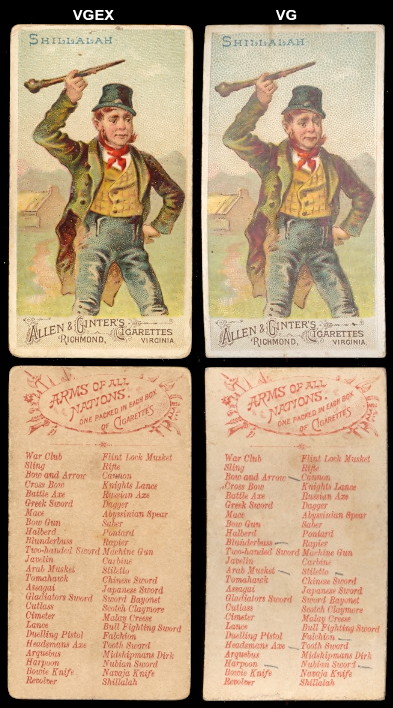 VGEX
SHILLALAH
ALLEN & GINTER'S CIGARETTES
RICHMOND, VIRGINIA
ARMS OF ALL
NATIONS.
ONE PACKED IN EACH BOX
OF CIGARETTES
War Club Flint Lock Musket
Sling Rifle
Bow and Arrow Cannon
Cross Bow Knights Lance
Battle Axe Russian Axe
Greek Sword Dagger
Mace Abyssinian Spear
Bow Gun Saber
Halberd Poniard
Blunderbuss Rapier
Two-handed Sword Machine Gun
Javelin Carbine
Arab Musket Stiletto
Tomahawk Chinese Sword
Assagai Japanese Sword
Gladiators Sword Sword Bayonet
Cutlass Scotch Claymore
Cimeter Malay Creese
Lance Bull Fighting Sword
Duelling Pistol Falchion
Headsmans Axe Tooth Sword
Arquebus Midshipmans Dirk
Harpoon Nubian Sword
Bowie Knife Navaja Knife
Revolver Shillalah
VG
SHILLALAH
ALLEN & GINTER'S CIGARETTES
RICHMOND, VIRGINIA
ARMS OF ALL
NATIONS.
ONE PACKED IN EACH BOX
OF CIGARETTES
War Club Flint Lock Musket
Sling Rifle
Bow and Arrow Cannon
Cross Bow Knights Lance
Battle Axe Russian Axe
Greek Sword Dagger
Mace Abyssinian Spear
Bow Gun Saber
Halberd Poniard
Blunderbuss Rapier
Two-handed Sword Machine Gun
Javelin Carbine
Arab Musket Stiletto
Tomahawk Chinese Sword
Assagai Japanese Sword
Gladiators Sword Sword Bayonet
Cutlass Scotch Claymore
Cimeter Malay Creese
Lance Bull Fighting Sword
Duelling Pistol Falchion
Headsmans Axe Tooth Sword
Arquebus Midshipmans Dirk
Harpoon Nubian Sword
Bowie Knife Navaja Knife
Revolver Shillalah